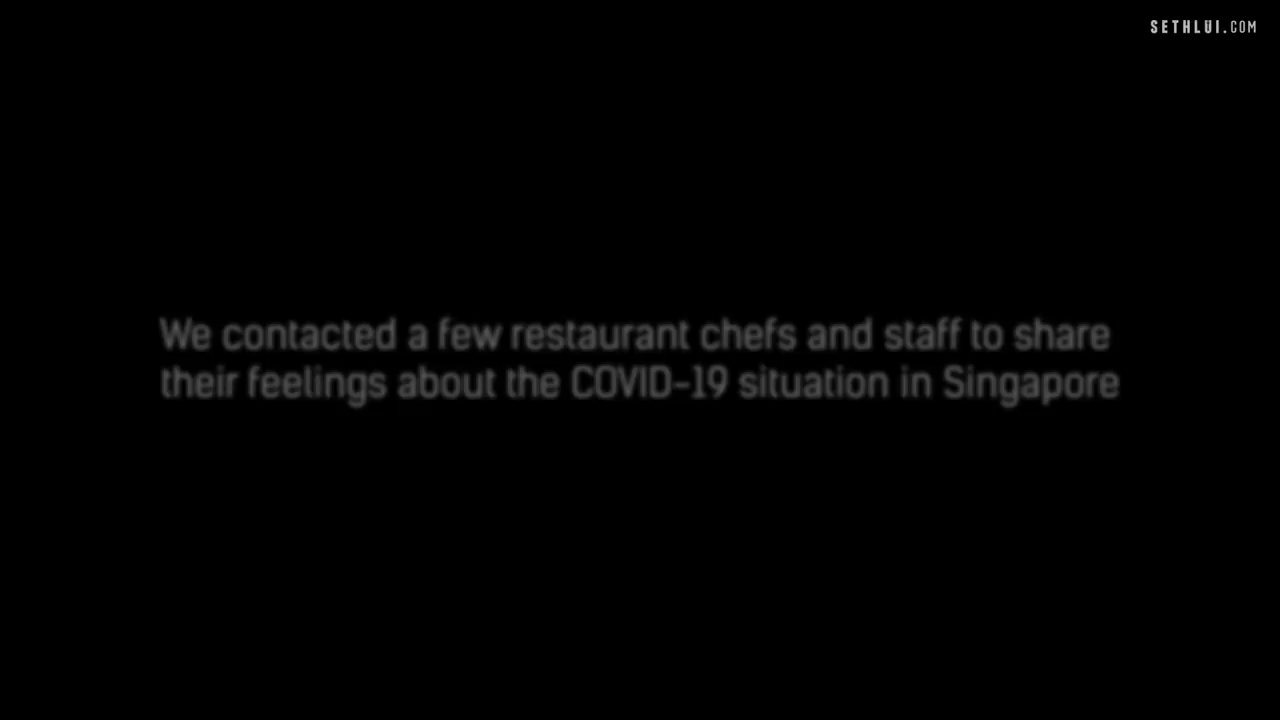 SETHLUI.COM
We contacted a few restaurant chefs and staff to share
their feelings about the COVID-19 situation in Singapore